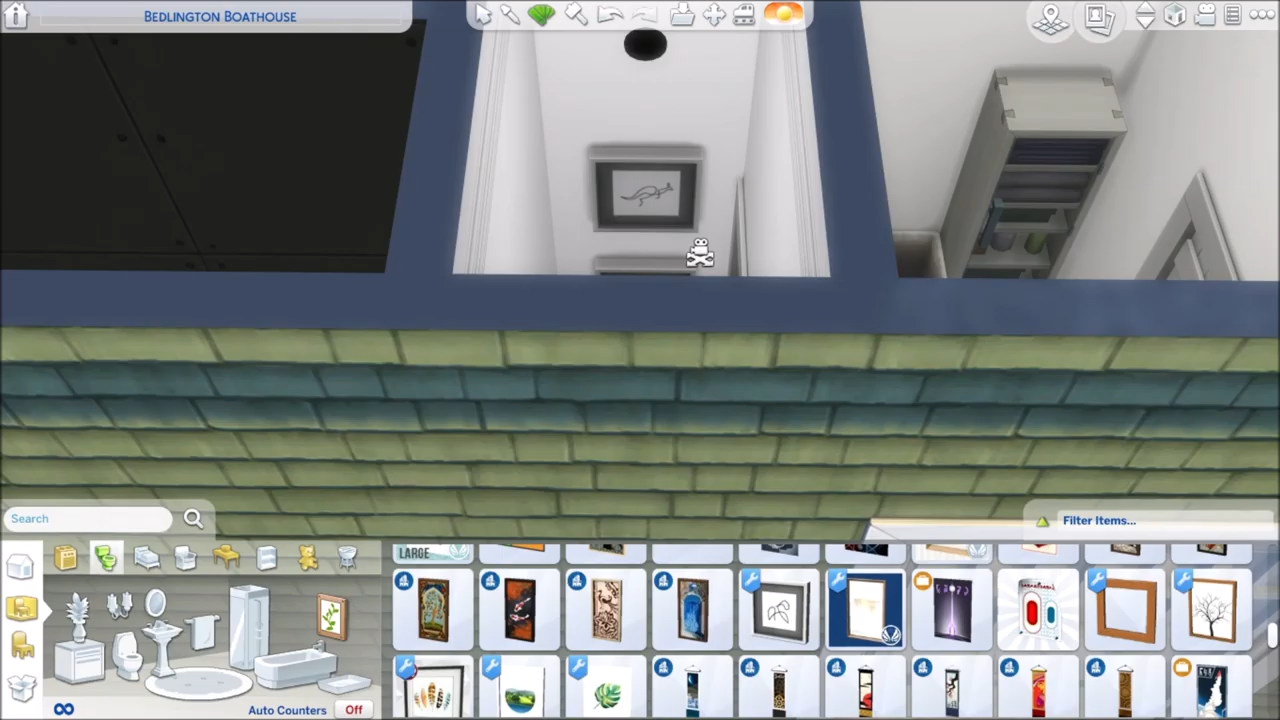 BEDLINGTON BOATHOUSE
Search
Filter Items...
LARGE
Auto Counters
Off